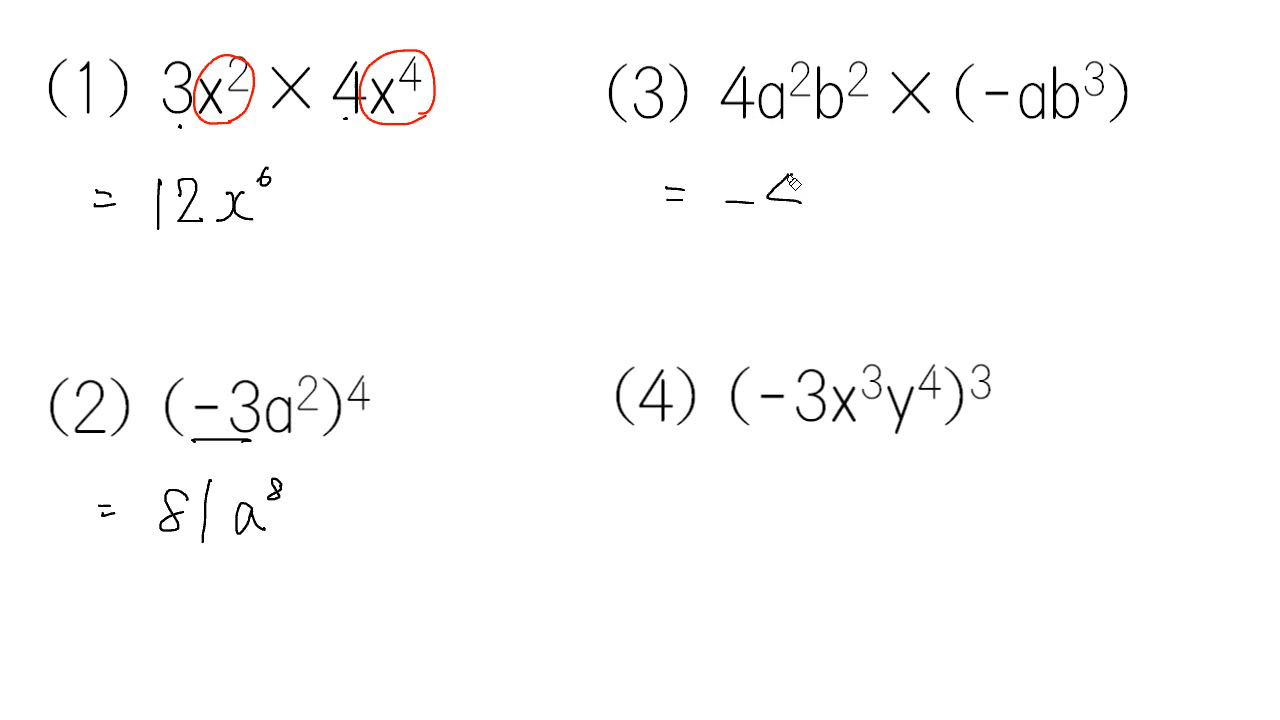 (1) 3x² × 4x⁴
= 12x⁶
(2) (-3a²)⁴
= 81a⁸
(3) 4a²b² × (-ab³)
= -
(4) (-3x³y⁴)³